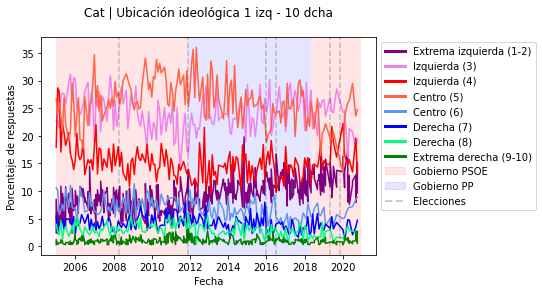 Cat | Ubicación ideológica 1 izq - 10 dcha
Porcentaje de respuestas
35
30
25
20
15
10
5
0
2006
2008
2010
2012
2014
2016
2018
2020
Fecha
Extrema izquierda (1-2)
Izquierda (3)
Izquierda (4)
Centro (5)
Centro (6)
Derecha (7)
Derecha (8)
Extrema derecha (9-10)
Gobierno PSOE
Gobierno PP
Elecciones